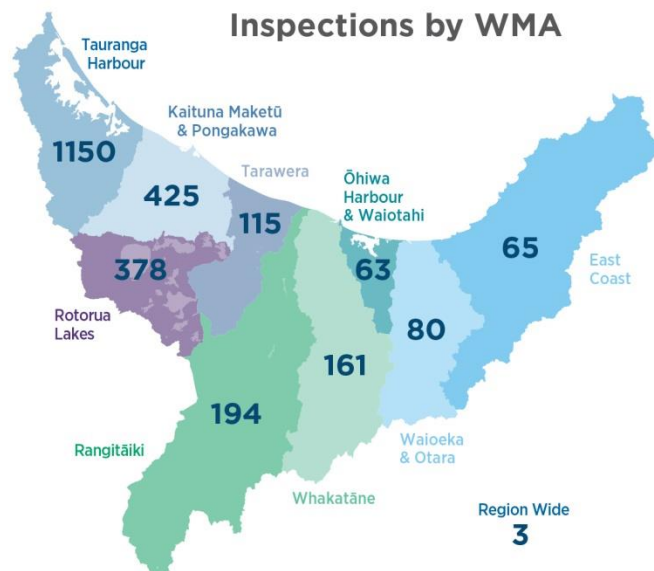 Inspections by WMA
Tauranga
Harbour
1150
Kaituna Maketū
& Pongakawa
425
Tarawera
115
Ōhiwa
Harbour
& Waiotahi
63
65
East
Coast
378
Rotorua
Lakes
80
Waioeka
& Otara
161
Whakatāne
194
Rangitāiki
Region Wide
3